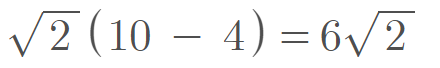 √2 (10 − 4) = 6√2